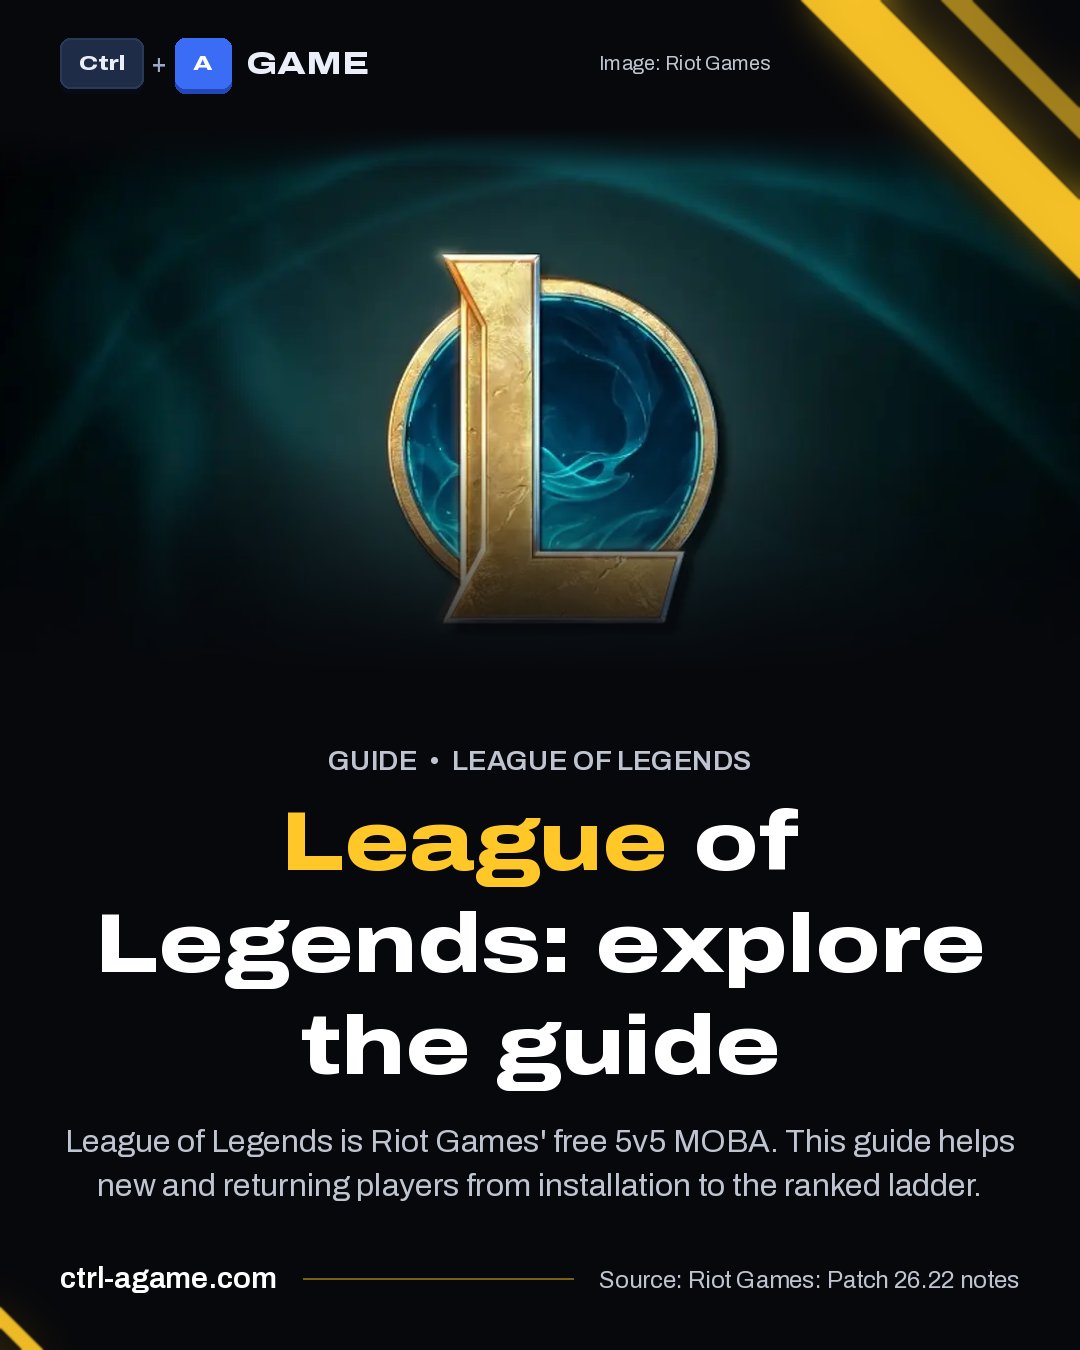 Ctrl + A GAME
Image: Riot Games
GUIDE • LEAGUE OF LEGENDS
League of
Legends: explore
the guide
League of Legends is Riot Games' free 5v5 MOBA. This guide helps
new and returning players from installation to the ranked ladder.
ctrl-agame.com
Source: Riot Games: Patch 26.22 notes